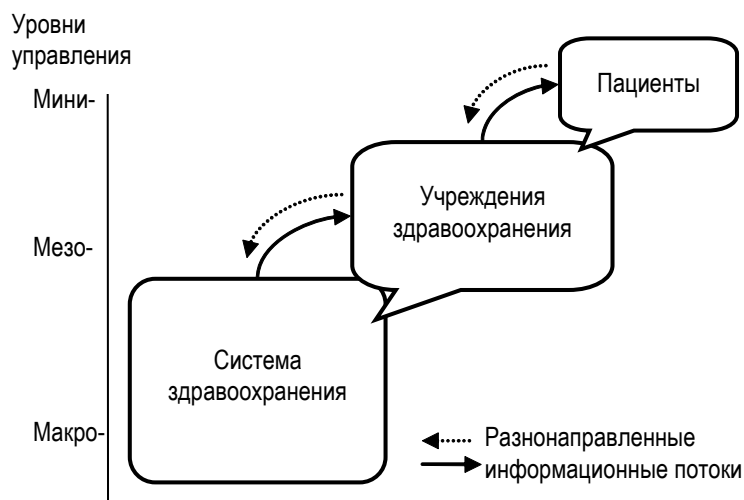 Уровни
управления
Мини-
Пациенты
Учреждения
здравоохранения
Мезо-
Система
здравоохранения
Макро-
Разнонаправленные
информационные потоки